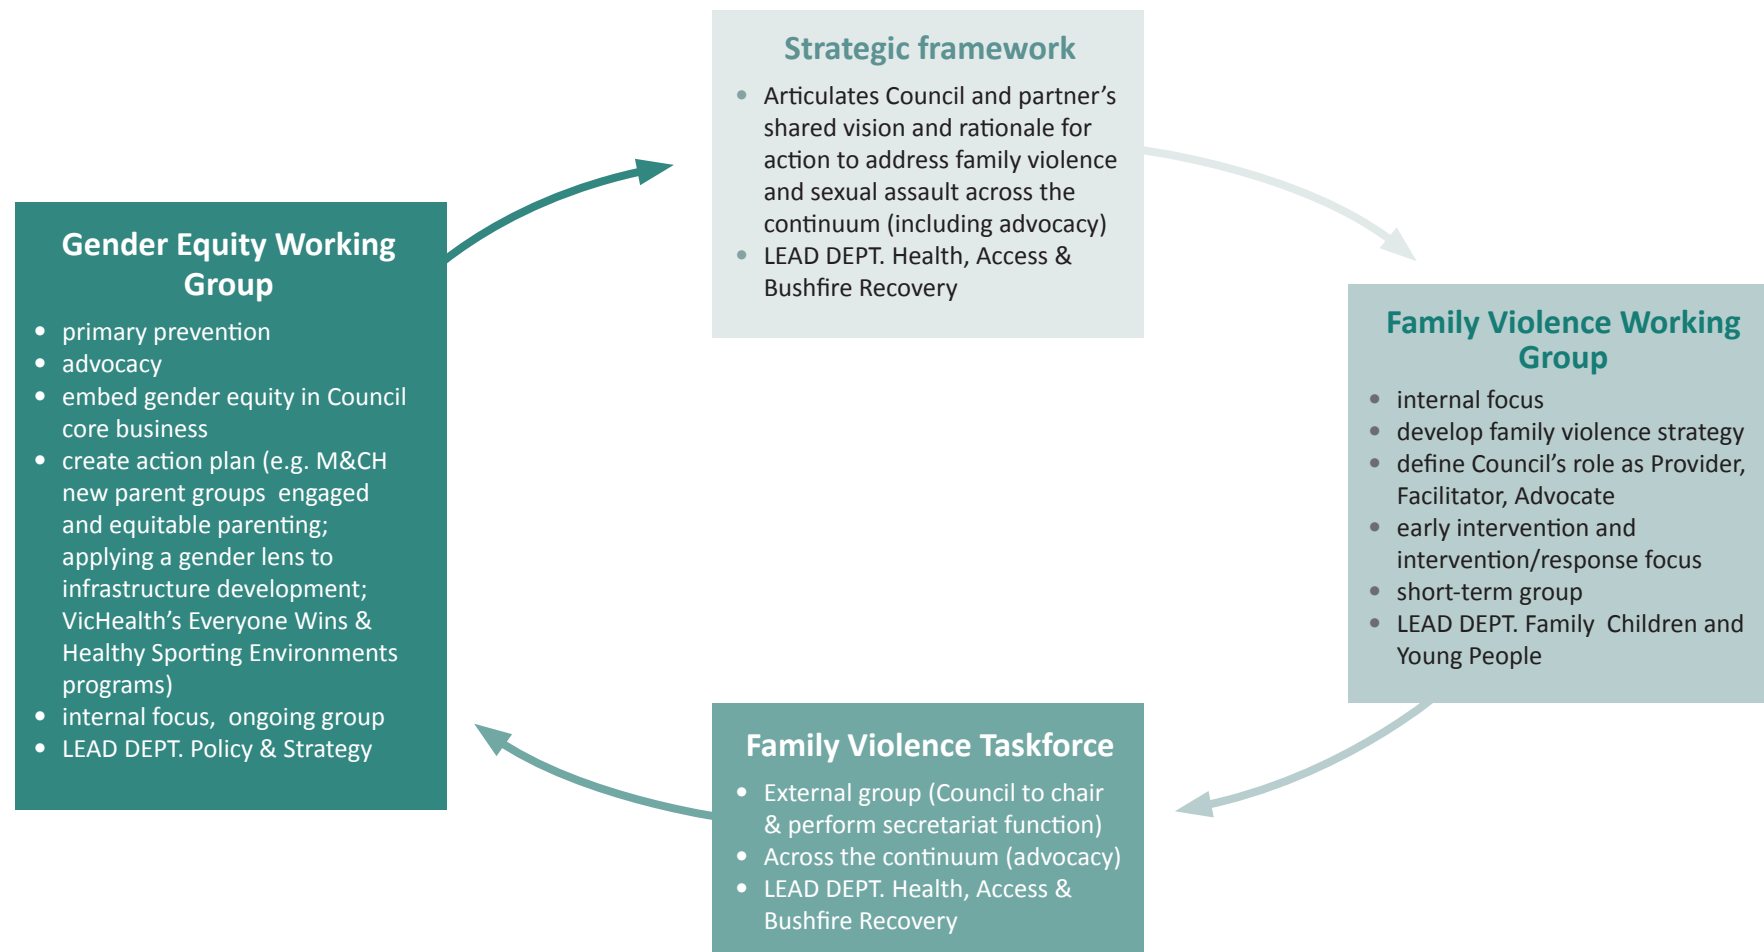 Strategic framework
• Articulates Council and partner’s
shared vision and rationale for
action to address family violence
and sexual assault across the
continuum (including advocacy)
• LEAD DEPT. Health, Access &
Bushfire Recovery
Family Violence Working
Group
• internal focus
• develop family violence strategy
• define Council’s role as Provider,
Facilitator, Advocate
• early intervention and
intervention/response focus
• short-term group
• LEAD DEPT. Family  Children and
Young People
Family Violence Taskforce
• External group (Council to chair
& perform secretariat function)
• Across the continuum (advocacy)
• LEAD DEPT. Health, Access &
Bushfire Recovery
Gender Equity Working
Group
• primary prevention
• advocacy
• embed gender equity in Council
core business
• create action plan (e.g. M&CH
new parent groups  engaged
and equitable parenting;
applying a gender lens to
infrastructure development;
VicHealth’s Everyone Wins &
Healthy Sporting Environments
programs)
• internal focus,  ongoing group
• LEAD DEPT. Policy & Strategy